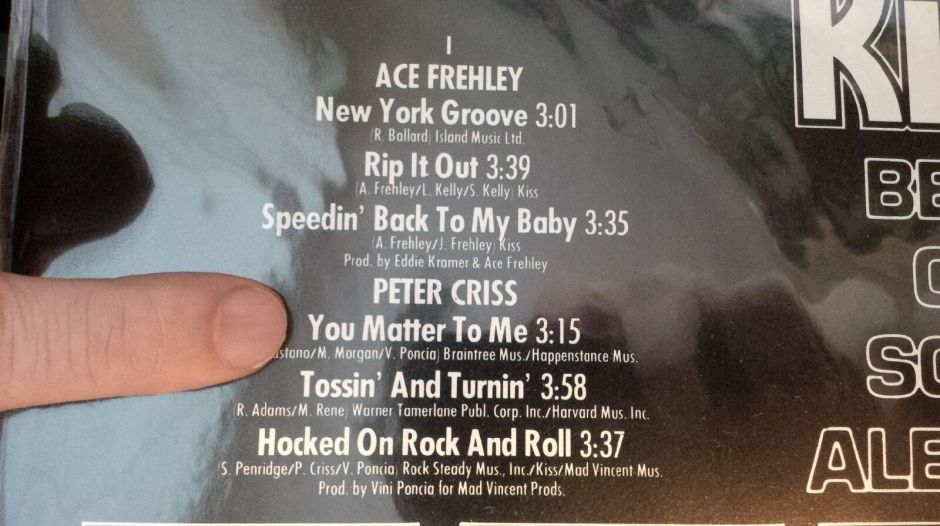 I
ACE FREHLEY
New York Groove 3:01
(R. Ballard) Island Music Ltd.
Rip It Out 3:39
(A. Frehley/L. Kelly/S. Kelly) Kiss
Speedin' Back To My Baby 3:35
(A. Frehley/J. Frehley) Kiss
Prod. by Eddie Kramer & Ace Frehley
PETER CRISS
You Matter To Me 3:15
M. Morgan/V. Poncia) Braintree Mus./Happenstance Mus.
Tossin' And Turnin' 3:58
(R. Adams/M. Rene) Warner Tamerlane Publ. Corp. Inc./Harvard Mus. Inc.
Hocked On Rock And Roll 3:37
(S. Penridge/P. Criss/V. Poncia) Rock Steady Mus., Inc./Kiss/Mad Vincent Mus.
Prod. by Vini Poncia for Mad Vincent Prods.